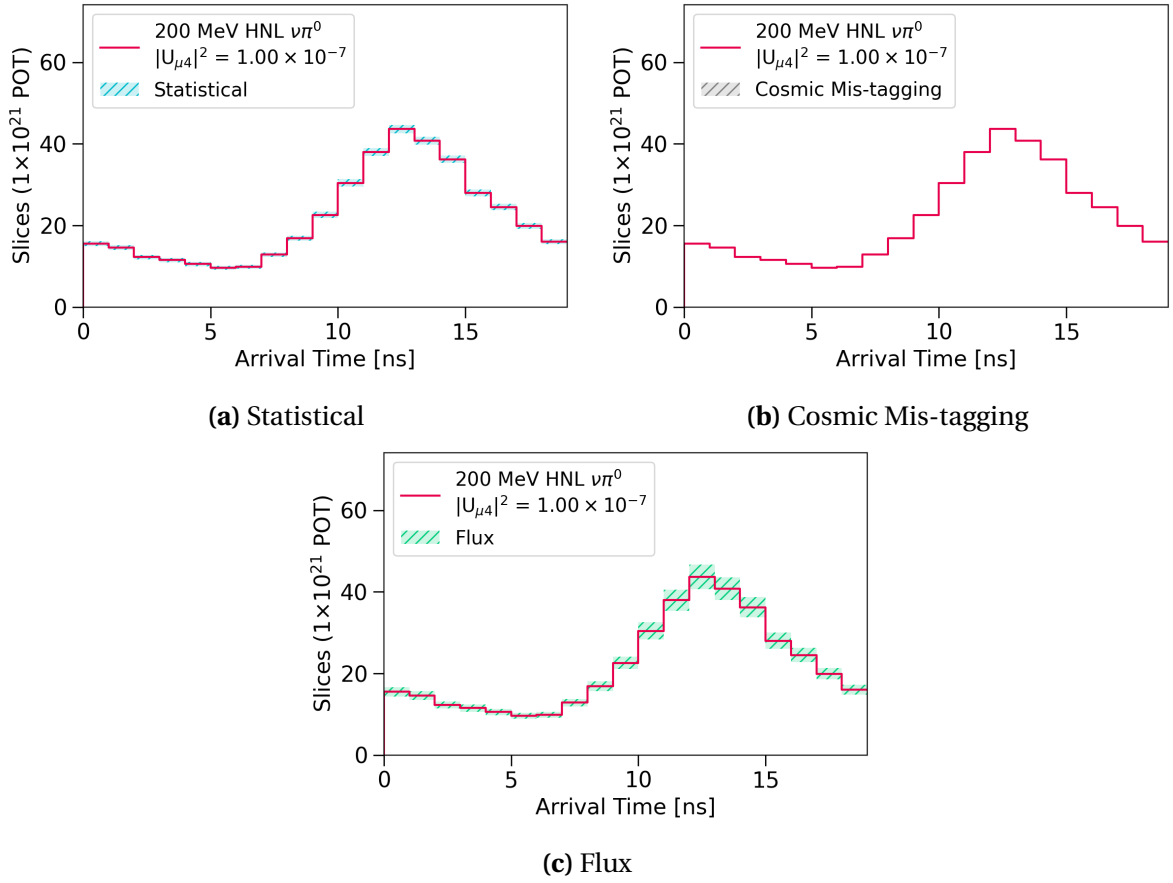 200 MeV HNL νπ⁰
|U_μ4|² = 1.00 × 10⁻⁷
Statistical
Slices (1×10²¹ POT)
60
40
20
0
0 5 10 15
Arrival Time [ns]
(a) Statistical
200 MeV HNL νπ⁰
|U_μ4|² = 1.00 × 10⁻⁷
Cosmic Mis-tagging
Slices (1×10²¹ POT)
60
40
20
0
0 5 10 15
Arrival Time [ns]
(b) Cosmic Mis-tagging
200 MeV HNL νπ⁰
|U_μ4|² = 1.00 × 10⁻⁷
Flux
Slices (1×10²¹ POT)
60
40
20
0
0 5 10 15
Arrival Time [ns]
(c) Flux